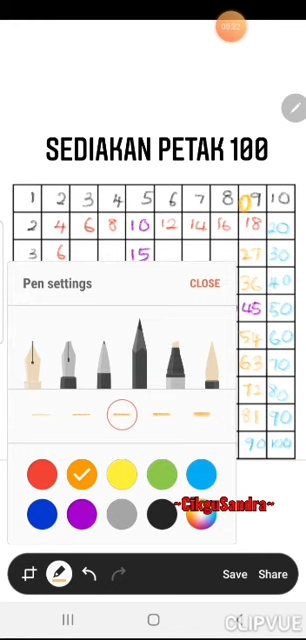 03:22
SEDIAKAN PETAK 100
1 2 3 4 5 6 7 8 9 10
2 4 6 8 10 12 14 16 18 20
3 6 15 27 30
Pen settings CLOSE
36 40
45 50
54 60
63 70
72 80
81 90
90 100
~CikguSandra~
Save Share
CLIPVUE